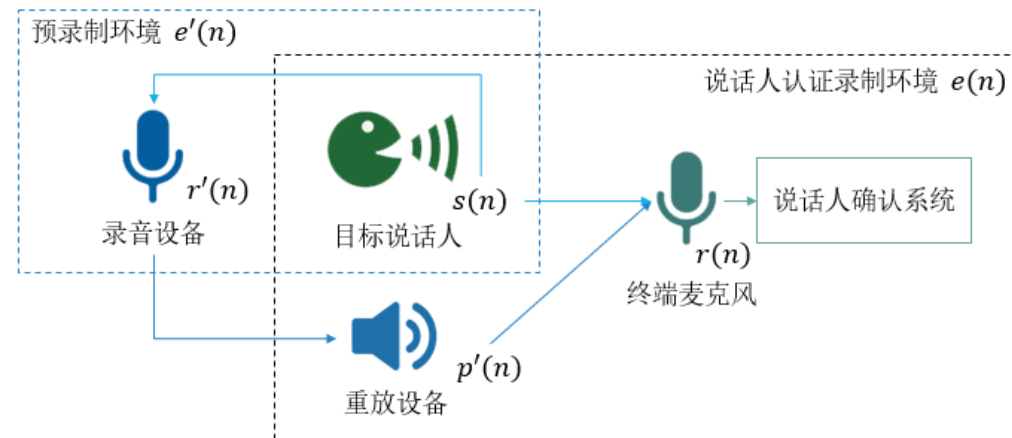 预录制环境 e′(n)
说话人认证录制环境 e(n)
r′(n)
录音设备
s(n)
目标说话人
r(n)
终端麦克风
说话人确认系统
p′(n)
重放设备